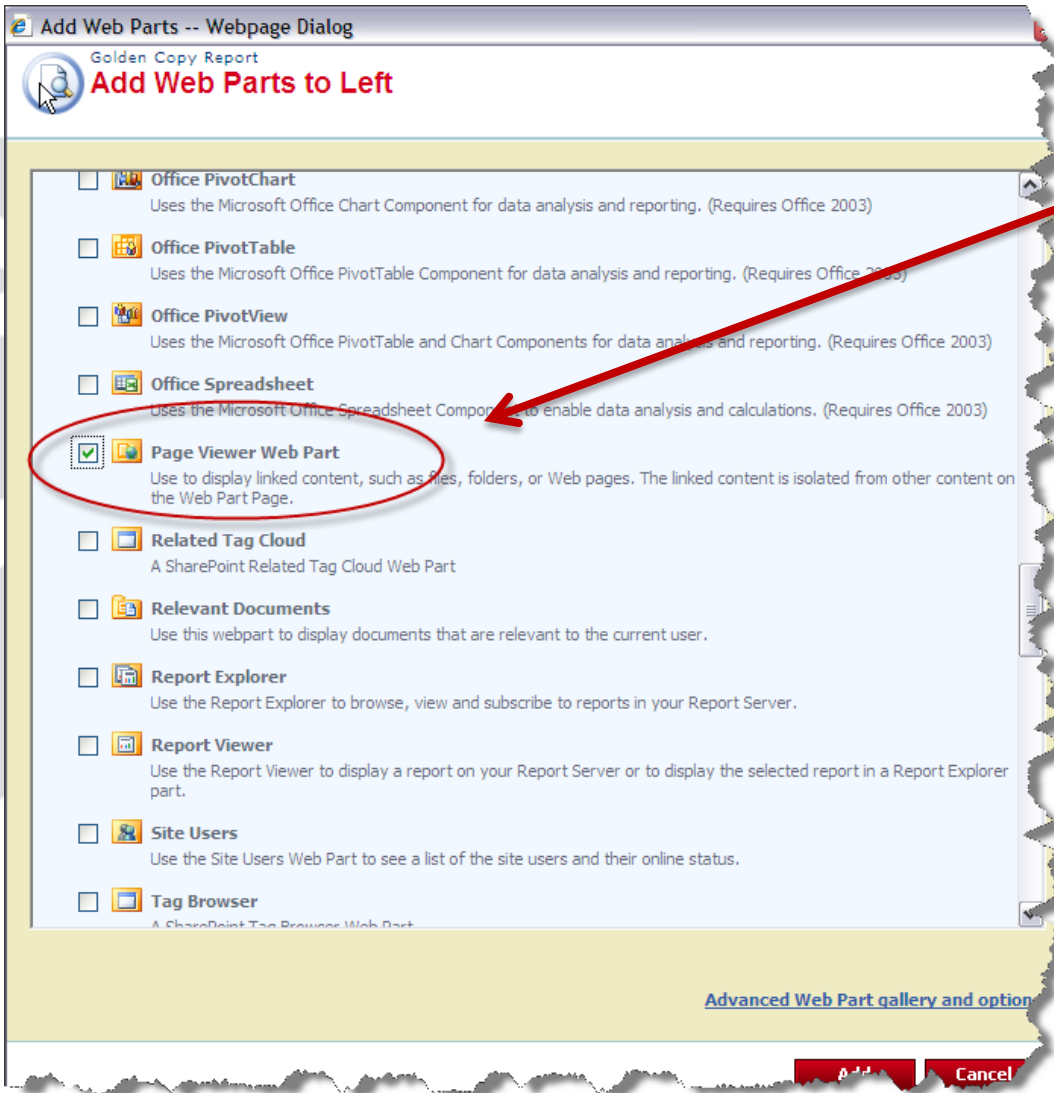 Add Web Parts -- Webpage Dialog
Golden Copy Report
Add Web Parts to Left
Office PivotChart
Uses the Microsoft Office Chart Component for data analysis and reporting. (Requires Office 2003)
Office PivotTable
Uses the Microsoft Office PivotTable Component for data analysis and reporting. (Requires Office 2003)
Office PivotView
Uses the Microsoft Office PivotTable and Chart Components for data analysis and reporting. (Requires Office 2003)
Office Spreadsheet
Uses the Microsoft Office Spreadsheet Component to enable data analysis and calculations. (Requires Office 2003)
Page Viewer Web Part
Use to display linked content, such as files, folders, or Web pages. The linked content is isolated from other content on
the Web Part Page.
Related Tag Cloud
A SharePoint Related Tag Cloud Web Part
Relevant Documents
Use this webpart to display documents that are relevant to the current user.
Report Explorer
Use the Report Explorer to browse, view and subscribe to reports in your Report Server.
Report Viewer
Use the Report Viewer to display a report on your Report Server or to display the selected report in a Report Explorer
part.
Site Users
Use the Site Users Web Part to see a list of the site users and their online status.
Tag Browser
A SharePoint Tag Browser Web Part
Advanced Web Part gallery and option
Add Cancel